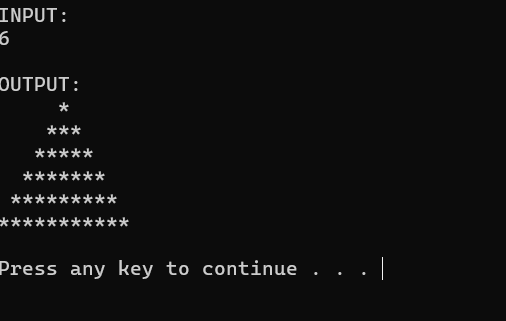 INPUT:
6
OUTPUT:
     *
    ***
   *****
  *******
 *********
***********
Press any key to continue . . .